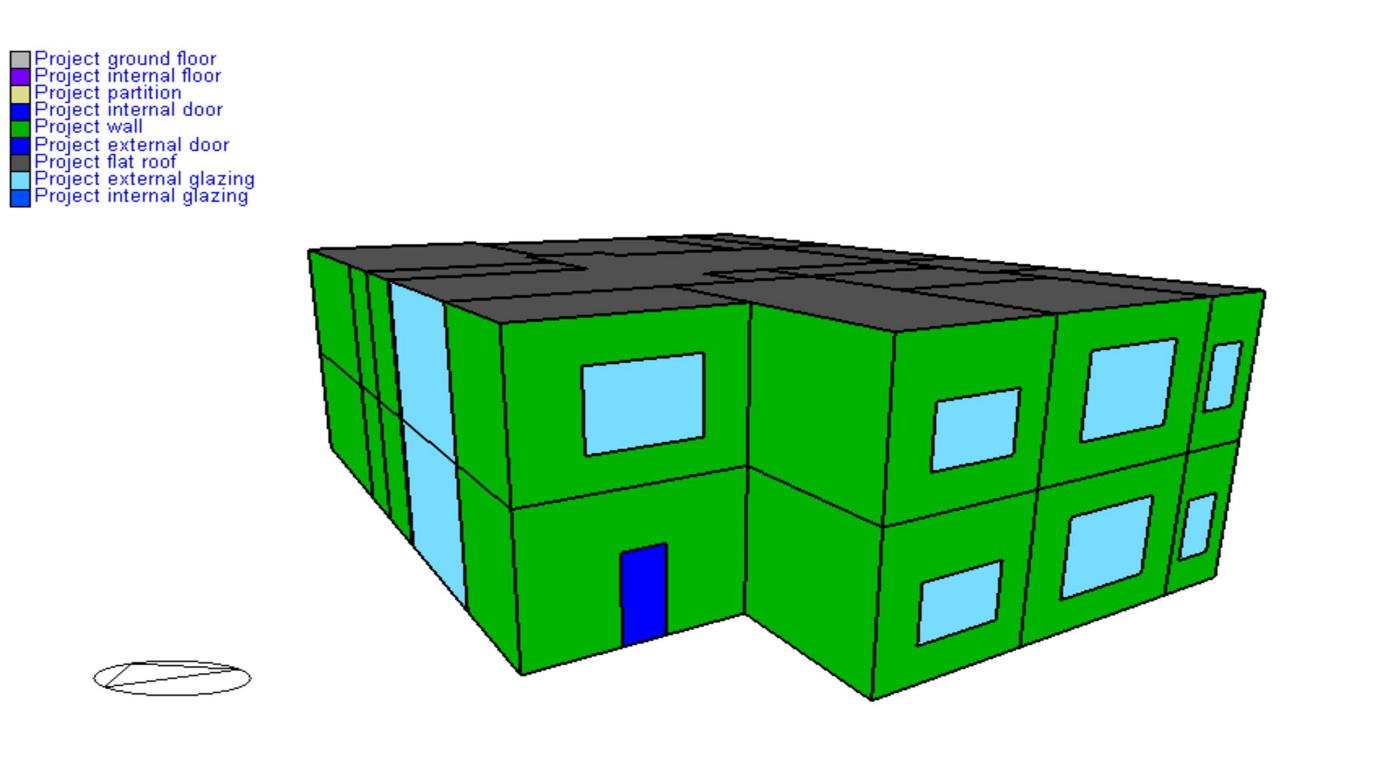 Project ground floor
Project internal floor
Project partition
Project internal door
Project wall
Project external door
Project flat roof
Project external glazing
Project internal glazing